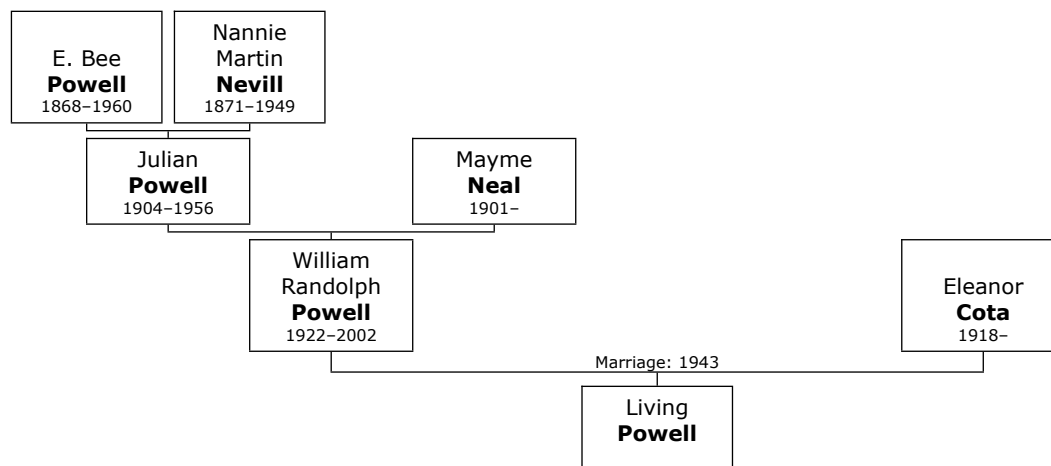 E. Bee
Powell
1868–1960
Nannie
Martin
Nevill
1871–1949
Julian
Powell
1904–1956
Mayme
Neal
1901–
William
Randolph
Powell
1922–2002
Eleanor
Cota
1918–
Marriage: 1943
Living
Powell